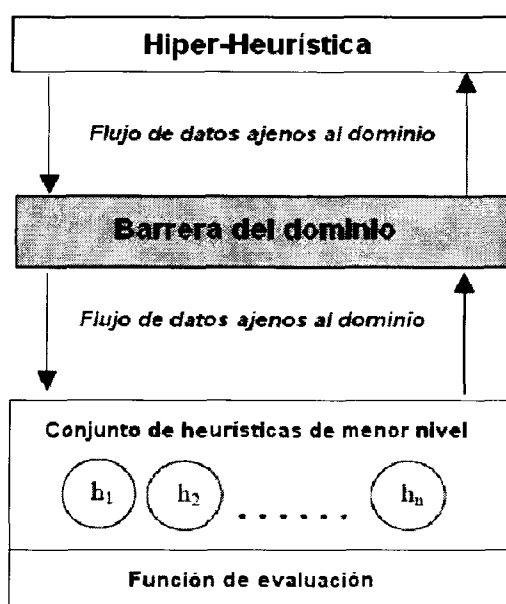 Hiper-Heurística
Flujo de datos ajenos al dominio
Barrera del dominio
Flujo de datos ajenos al dominio
Conjunto de heurísticas de menor nivel
h1 h2 ...... hn
Función de evaluación